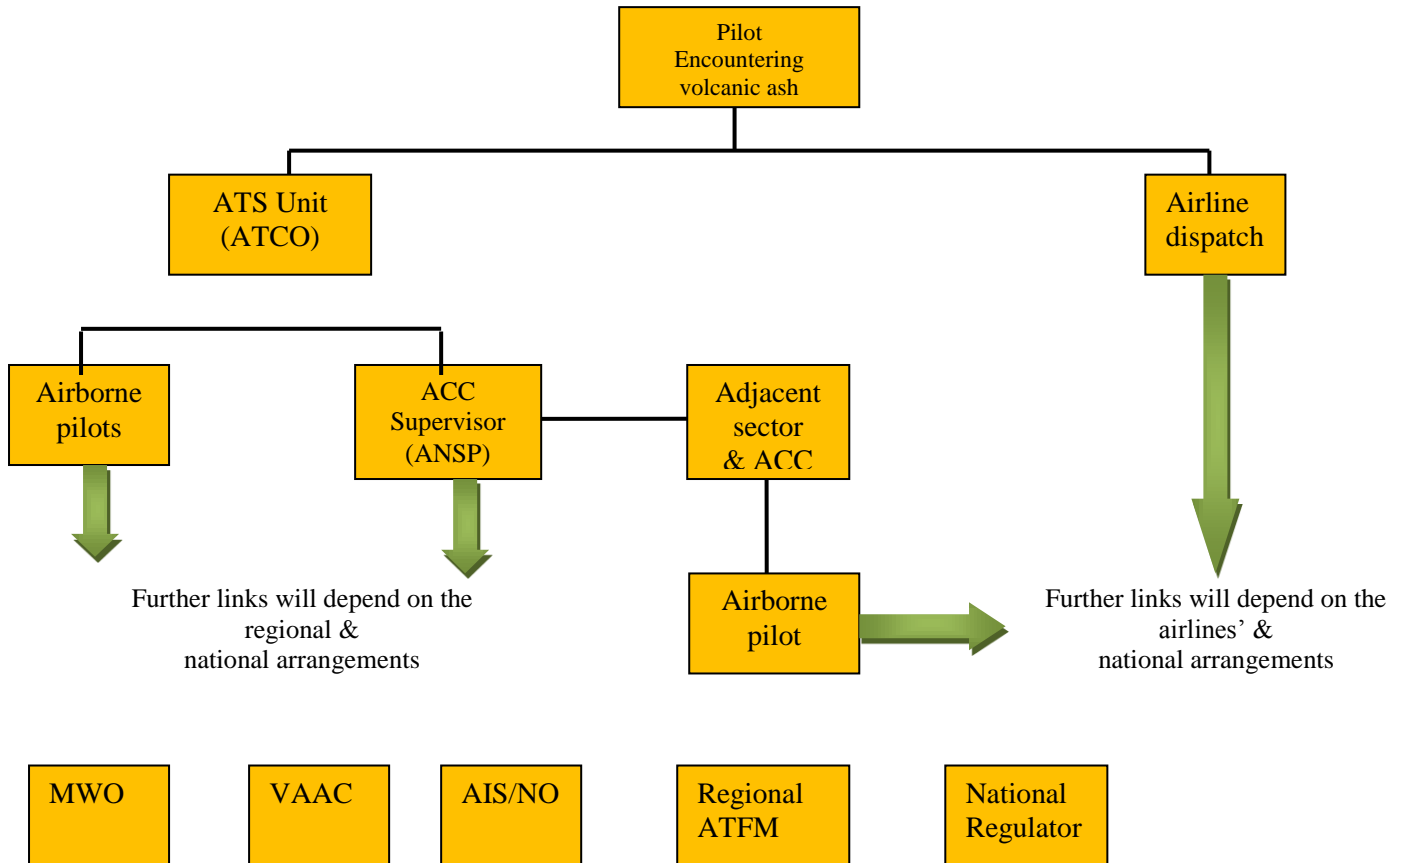 Pilot
Encountering
volcanic ash
ATS Unit
(ATCO)
Airline
dispatch
Airborne
pilots
ACC
Supervisor
(ANSP)
Adjacent
sector
& ACC
Airborne
pilot
Further links will depend on the
regional &
national arrangements
Further links will depend on the
airlines’ &
national arrangements
MWO
VAAC
AIS/NO
Regional
ATFM
National
Regulator